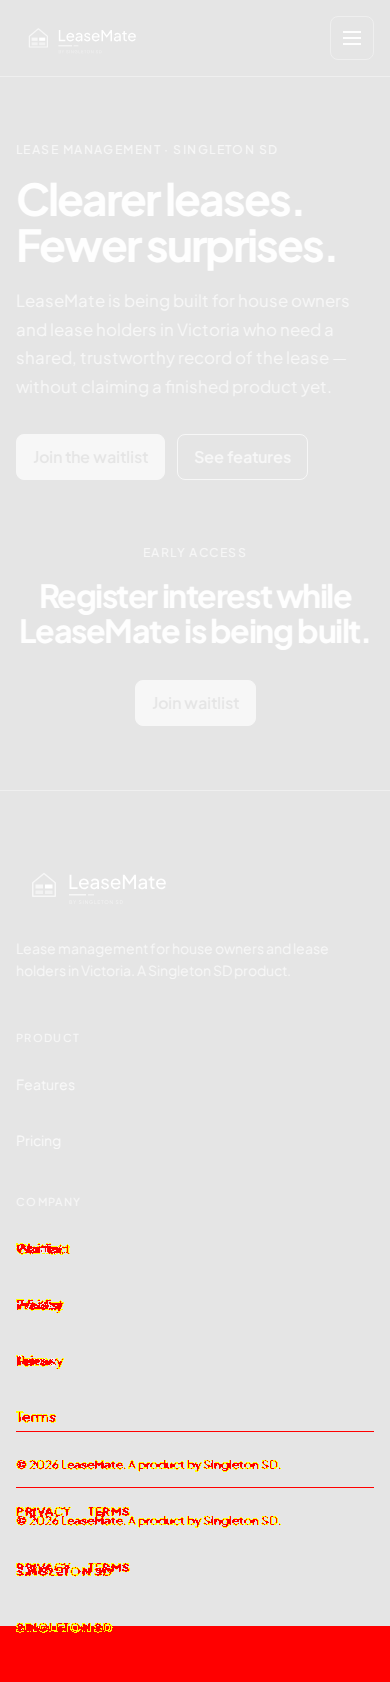 LeaseMate
LEASE MANAGEMENT · SINGLETON SD
Clearer leases.
Fewer surprises.
LeaseMate is being built for house owners
and lease holders in Victoria who need a
shared, trustworthy record of the lease —
without claiming a finished product yet.
Join the waitlist
See features
EARLY ACCESS
Register interest while
LeaseMate is being built.
Join waitlist
LeaseMate
Lease management for house owners and lease
holders in Victoria. A Singleton SD product.
PRODUCT
Features
Pricing
COMPANY
Terms
© 2026 LeaseMate. A product by Singleton SD.
PRIVACY TERMS
© 2026 LeaseMate. A product by Singleton SD.
PRIVACY TERMS